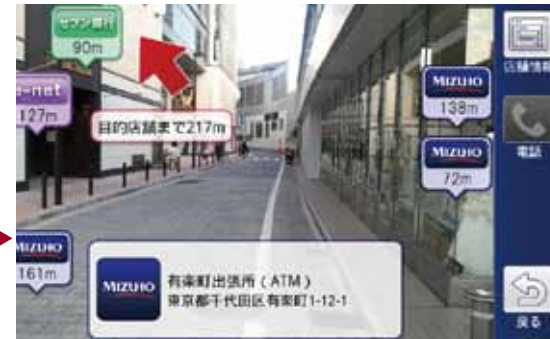 セブン銀行
90m
e-net
127m
目的店舗まで217m
MIZUHO
138m
MIZUHO
72m
MIZUHO
161m
MIZUHO
有楽町出張所(ATM)
東京都千代田区有楽町1-12-1
店舗情報
電話
戻る